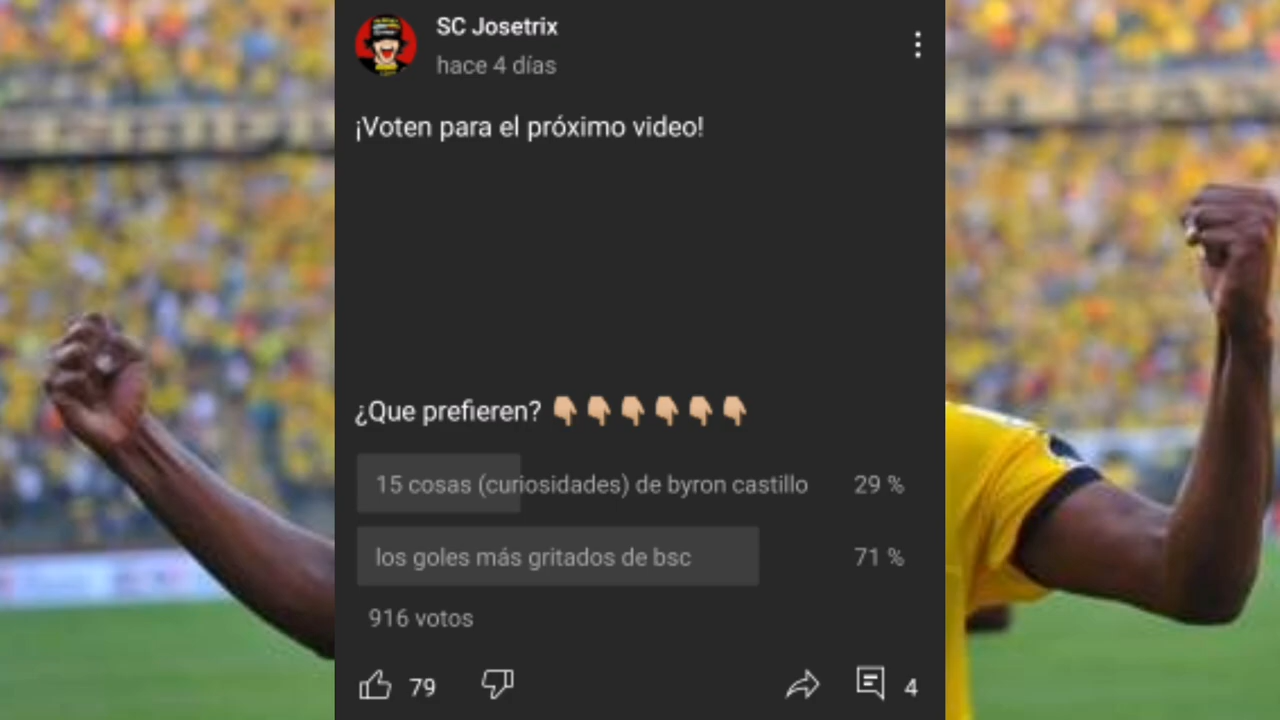 SC Josetrix
hace 4 días
¡Voten para el próximo video!
¿Que prefieren? 👇🏼👇🏼👇🏼👇🏼👇🏼👇🏼
15 cosas (curiosidades) de byron castillo 29 %
los goles más gritados de bsc 71 %
916 votos
79 4